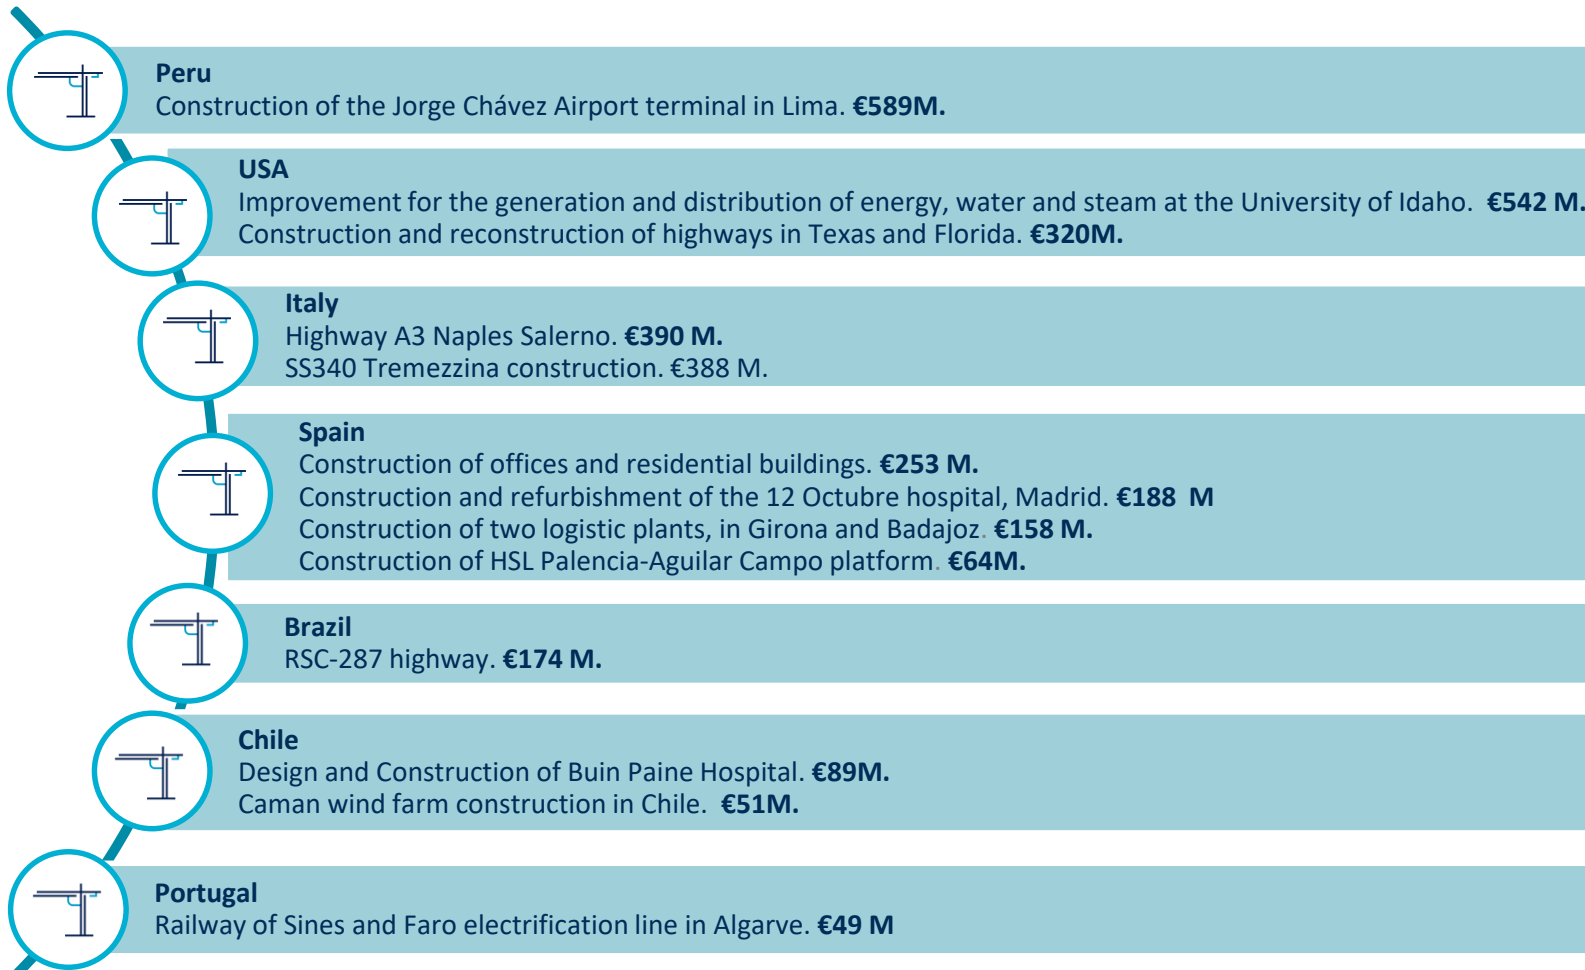 Peru
Construction of the Jorge Chávez Airport terminal in Lima. €589M.
USA
Improvement for the generation and distribution of energy, water and steam at the University of Idaho. €542 M.
Construction and reconstruction of highways in Texas and Florida. €320M.
Italy
Highway A3 Naples Salerno. €390 M.
SS340 Tremezzina construction. €388 M.
Spain
Construction of offices and residential buildings. €253 M.
Construction and refurbishment of the 12 Octubre hospital, Madrid. €188 M
Construction of two logistic plants, in Girona and Badajoz. €158 M.
Construction of HSL Palencia-Aguilar Campo platform. €64M.
Brazil
RSC-287 highway. €174 M.
Chile
Design and Construction of Buin Paine Hospital. €89M.
Caman wind farm construction in Chile. €51M.
Portugal
Railway of Sines and Faro electrification line in Algarve. €49 M